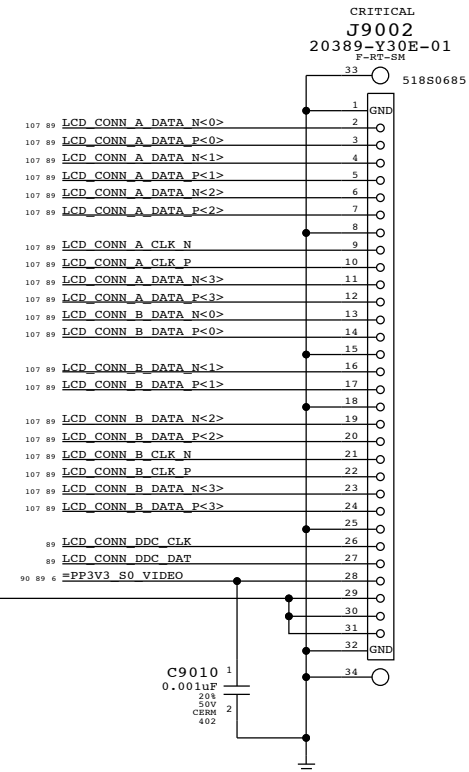 CRITICAL
J9002
20389-Y30E-01
F-RT-SM
33
518S0685
1 GND
107 89 LCD_CONN_A_DATA_N<0> 2
107 89 LCD_CONN_A_DATA_P<0> 3
107 89 LCD_CONN_A_DATA_N<1> 4
107 89 LCD_CONN_A_DATA_P<1> 5
107 89 LCD_CONN_A_DATA_N<2> 6
107 89 LCD_CONN_A_DATA_P<2> 7
8
107 89 LCD_CONN_A_CLK_N 9
107 89 LCD_CONN_A_CLK_P 10
107 89 LCD_CONN_A_DATA_N<3> 11
107 89 LCD_CONN_A_DATA_P<3> 12
107 89 LCD_CONN_B_DATA_N<0> 13
107 89 LCD_CONN_B_DATA_P<0> 14
15
107 89 LCD_CONN_B_DATA_N<1> 16
107 89 LCD_CONN_B_DATA_P<1> 17
18
107 89 LCD_CONN_B_DATA_N<2> 19
107 89 LCD_CONN_B_DATA_P<2> 20
107 89 LCD_CONN_B_CLK_N 21
107 89 LCD_CONN_B_CLK_P 22
107 89 LCD_CONN_B_DATA_N<3> 23
107 89 LCD_CONN_B_DATA_P<3> 24
25
89 LCD_CONN_DDC_CLK 26
89 LCD_CONN_DDC_DAT 27
90 89 6 =PP3V3_S0_VIDEO 28
29
30
31
32 GND
34
C9010 1
0.001uF
20%
50V
CERM 2
402